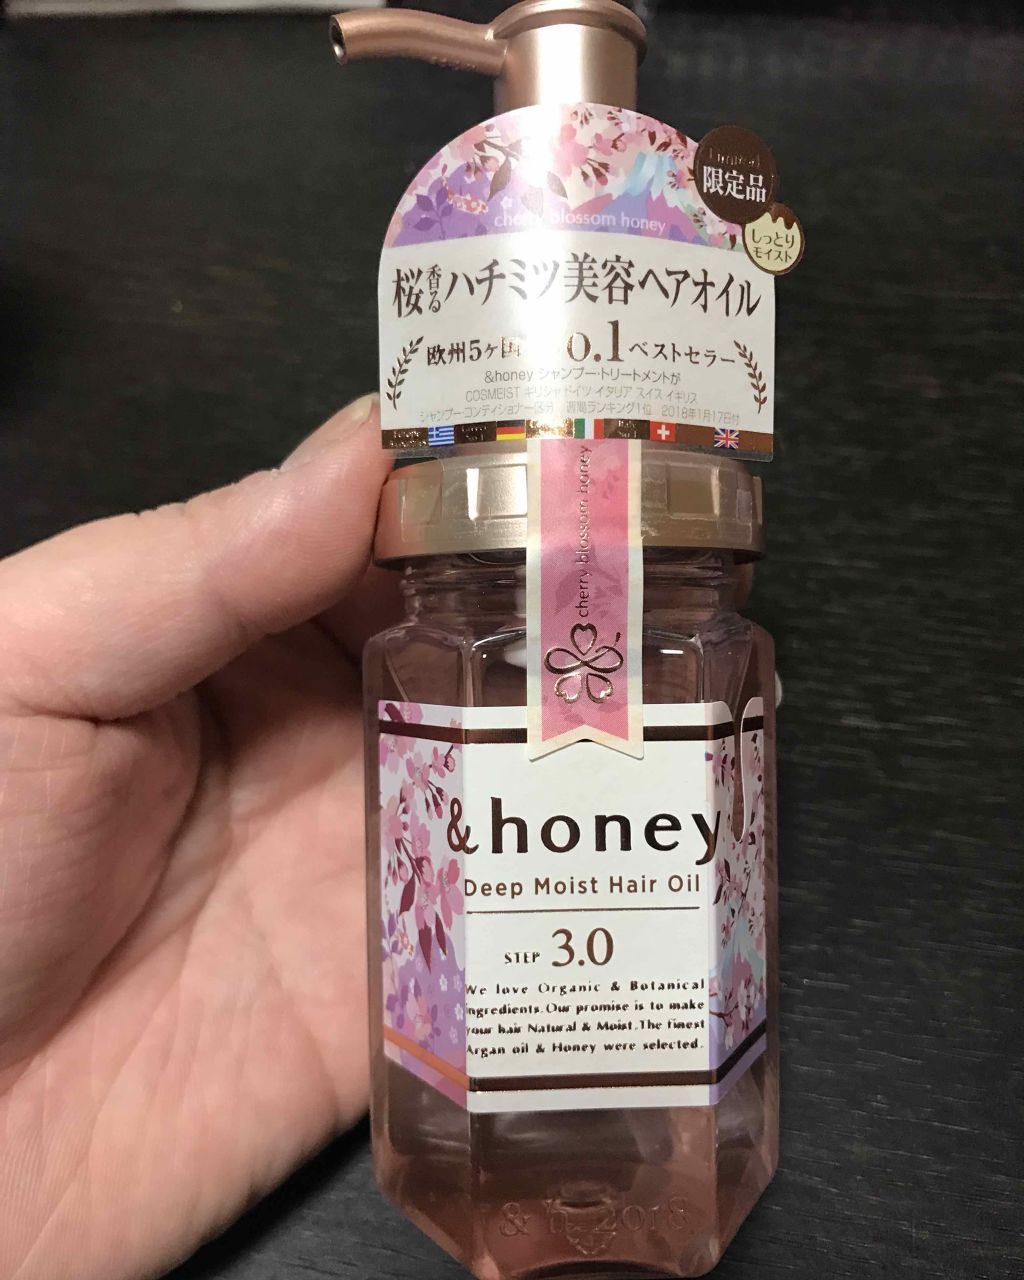 Limited
限定品
しっとり
モイスト
cherry blossom honey
桜香るハチミツ美容ヘアオイル
欧州5ヶ国 No.1ベストセラー
&honey シャンプー・トリートメントが
COSMEIST ギリシャ ドイツ イタリア スイス イギリス
シャンプー・コンディショナー 週間ランキング1位 2018年1月17日付
cherry blossom honey
&honey
Deep Moist Hair Oil
STEP 3.0
We love Organic & Botanical
ingredients.Our promise is to make
your hair Natural & Moist.The finest
Argan oil & Honey were selected.
& h 2018